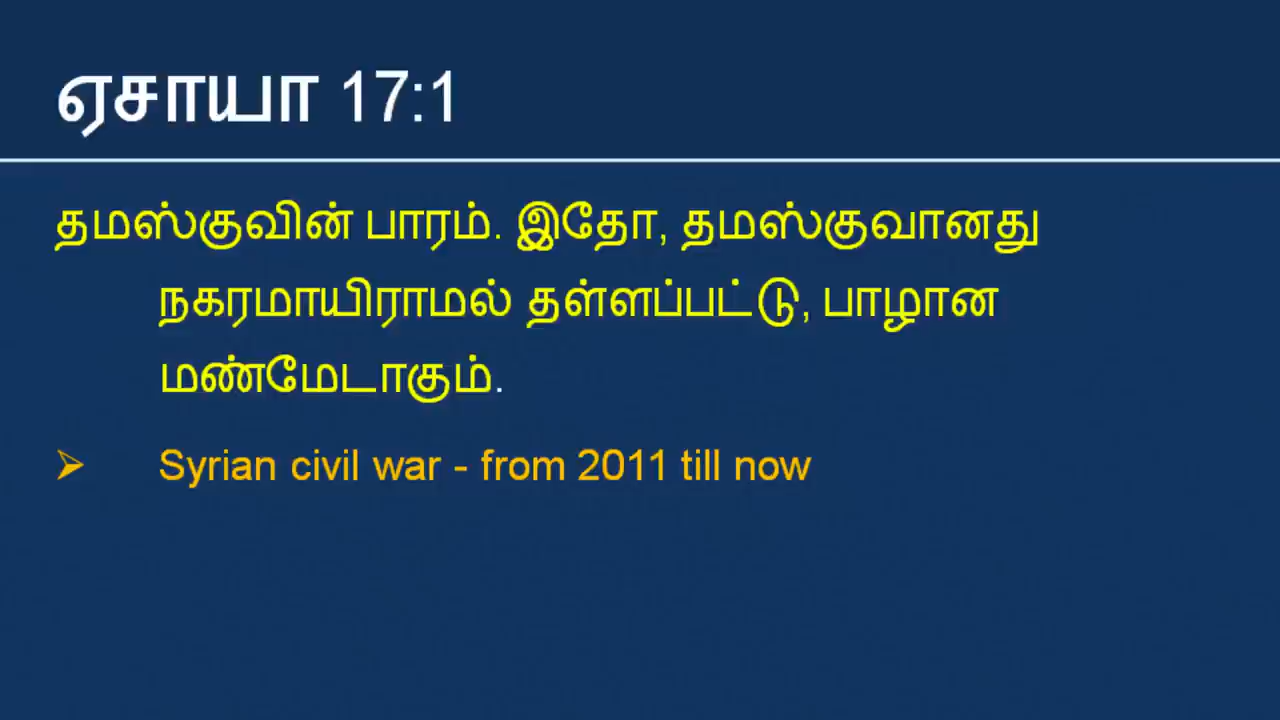 ஏசாயா 17:1
தமஸ்குவின் பாரம். இதோ, தமஸ்குவானது
நகரமாயிராமல் தள்ளப்பட்டு, பாழான
மண்மேடாகும்.
➢ Syrian civil war - from 2011 till now